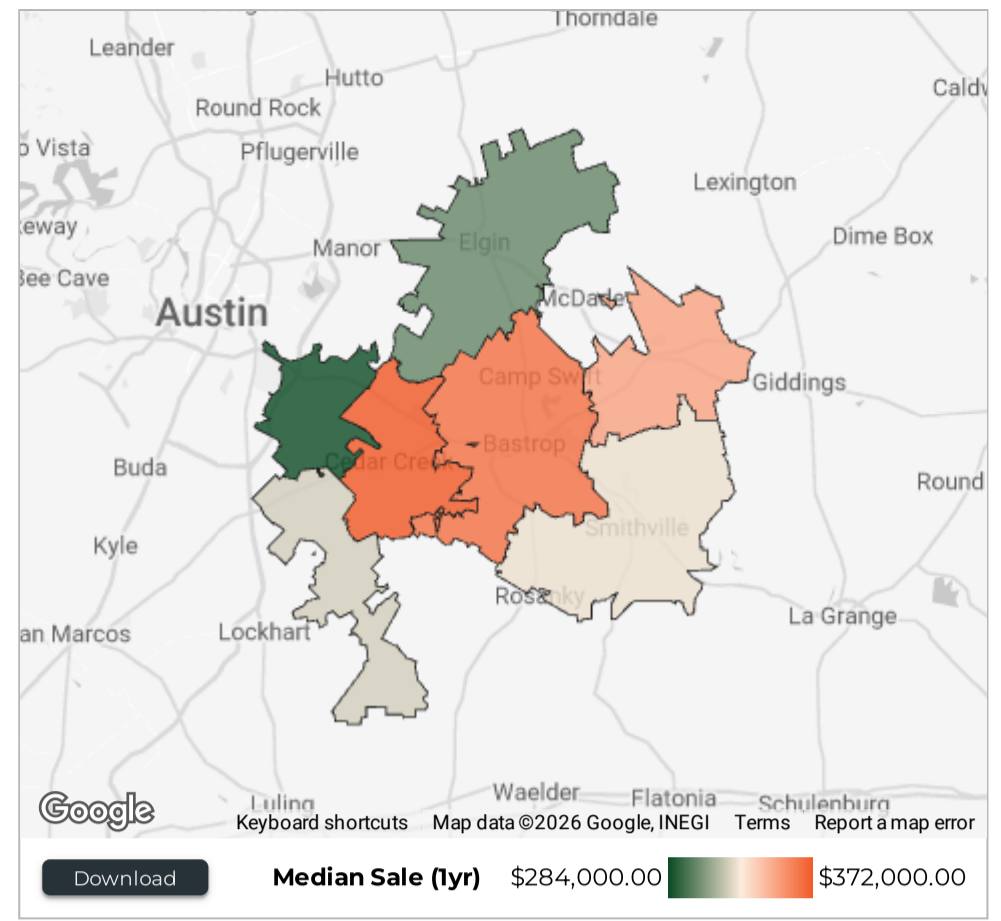 Thorndale
Leander
Hutto
Round Rock
Pflugerville
o Vista
Lexington
Manor
Elgin
Dime Box
Bee Cave
McDade
Austin
Camp Swift
Giddings
Bastrop
Cedar Creek
Buda
Round
Smithville
Kyle
La Grange
an Marcos
Lockhart
Waelder
Flatonia
Schulenburg
Luling
Google
Keyboard shortcuts Map data ©2026 Google, INEGI Terms Report a map error
Download
Median Sale (1yr) $284,000.00 $372,000.00